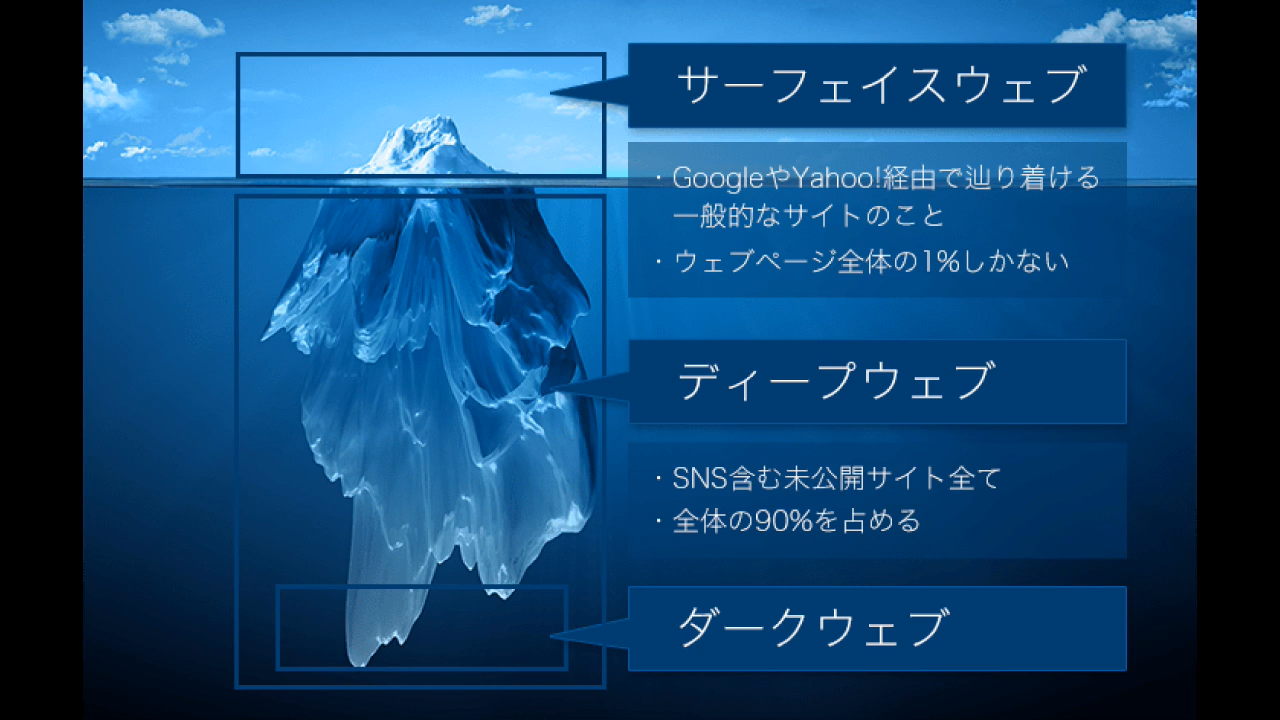 サーフェイスウェブ
・GoogleやYahoo!経由で辿り着ける
一般的なサイトのこと
・ウェブページ全体の1%しかない
ディープウェブ
・SNS含む未公開サイト全て
・全体の90%を占める
ダークウェブ